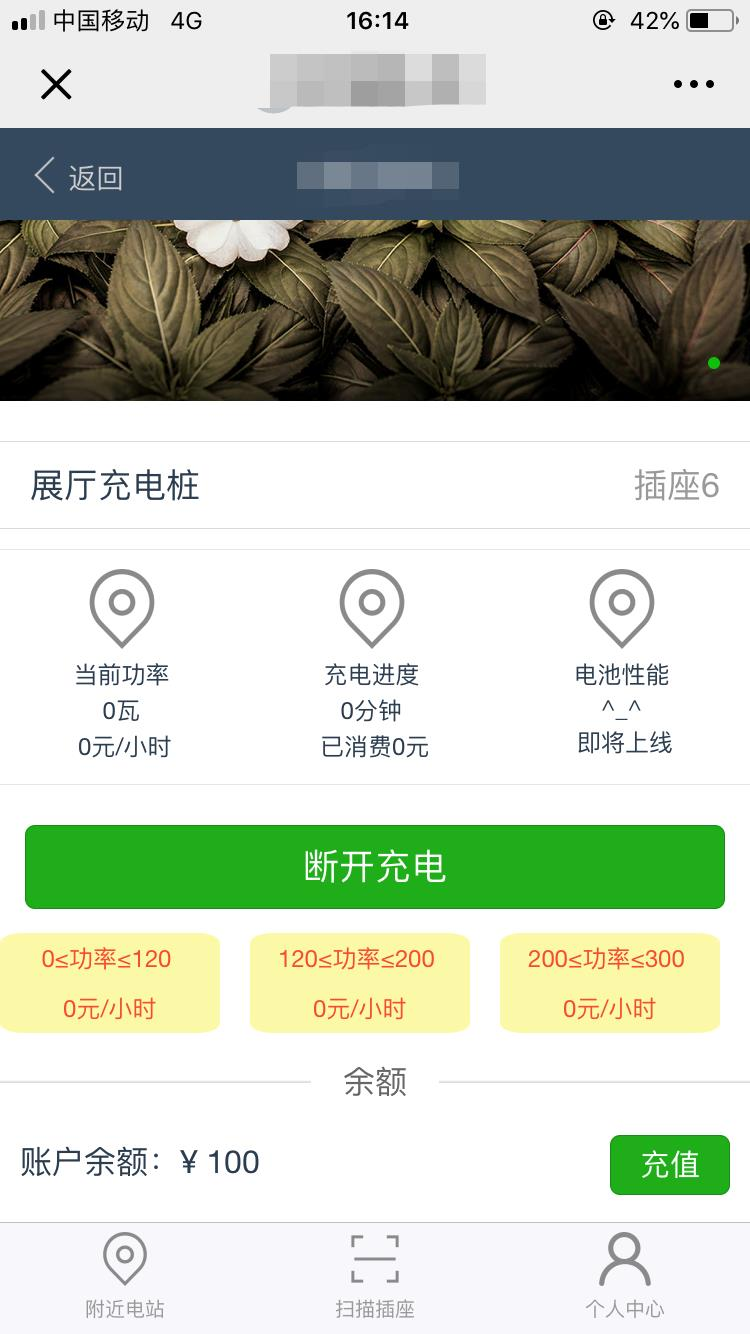 中国移动 4G 16:14 42%
返回
展厅充电桩 插座6
当前功率 充电进度 电池性能
0瓦 0分钟 ^_^
0元/小时 已消费0元 即将上线
断开充电
0≤功率≤120 120≤功率≤200 200≤功率≤300
0元/小时 0元/小时 0元/小时
余额
账户余额：¥ 100 充值
附近电站 扫描插座 个人中心